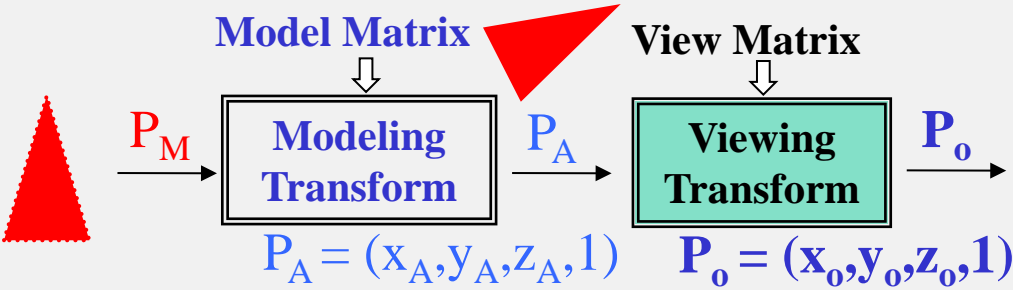 Model Matrix
View Matrix
P_M
Modeling
Transform
P_A
Viewing
Transform
P_o
P_A = (x_A,y_A,z_A,1)
P_o = (x_o,y_o,z_o,1)